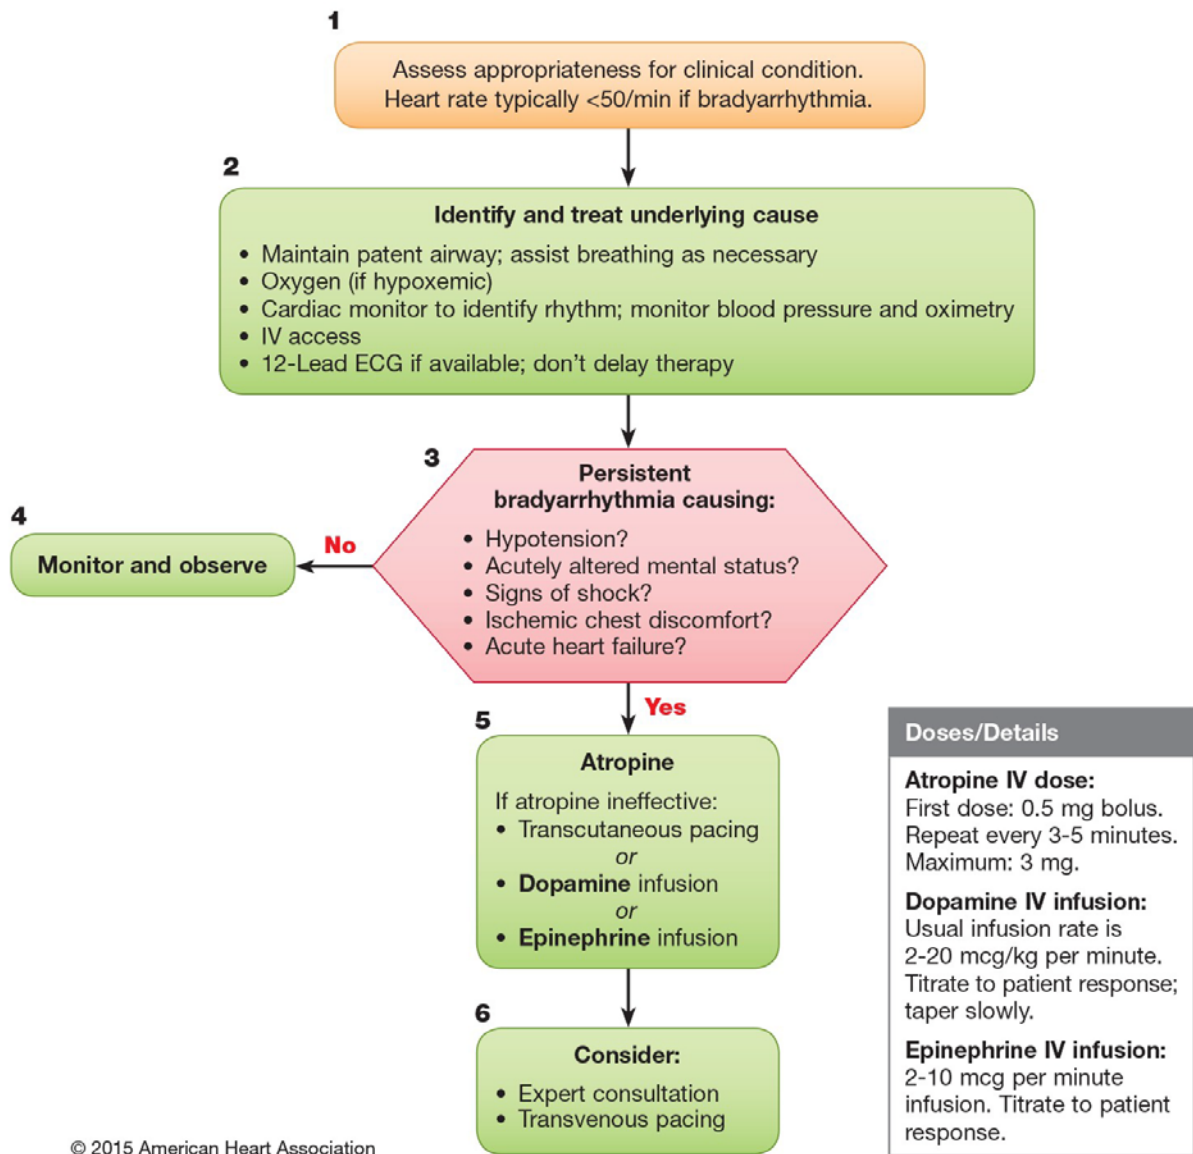 1
Assess appropriateness for clinical condition.
Heart rate typically <50/min if bradyarrhythmia.
2
Identify and treat underlying cause
• Maintain patent airway; assist breathing as necessary
• Oxygen (if hypoxemic)
• Cardiac monitor to identify rhythm; monitor blood pressure and oximetry
• IV access
• 12-Lead ECG if available; don’t delay therapy
3
Persistent
bradyarrhythmia causing:
• Hypotension?
• Acutely altered mental status?
• Signs of shock?
• Ischemic chest discomfort?
• Acute heart failure?
No
4
Monitor and observe
Yes
5
Atropine
If atropine ineffective:
• Transcutaneous pacing
or
• Dopamine infusion
or
• Epinephrine infusion
6
Consider:
• Expert consultation
• Transvenous pacing
Doses/Details
Atropine IV dose:
First dose: 0.5 mg bolus.
Repeat every 3-5 minutes.
Maximum: 3 mg.
Dopamine IV infusion:
Usual infusion rate is
2-20 mcg/kg per minute.
Titrate to patient response;
taper slowly.
Epinephrine IV infusion:
2-10 mcg per minute
infusion. Titrate to patient
response.
© 2015 American Heart Association